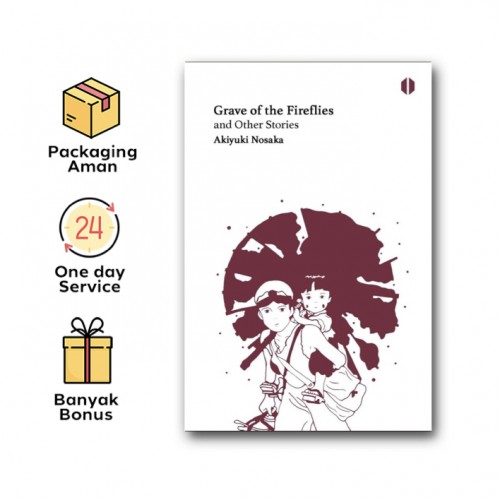 Packaging
Aman
24
One day
Service
Banyak
Bonus
Grave of the Fireflies
and Other Stories
Akiyuki Nosaka